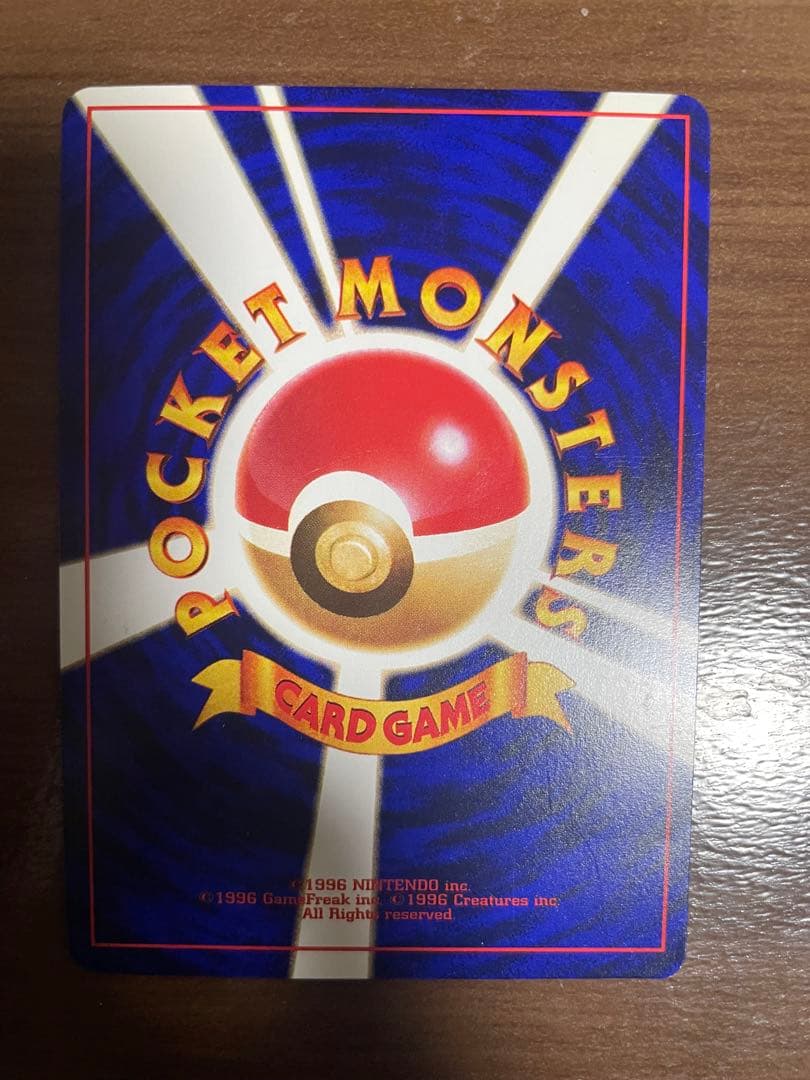 POCKET MONSTERS
CARD GAME
©1996 NINTENDO inc.
©1996 GameFreak inc. ©1996 Creatures inc.
All Rights reserved.